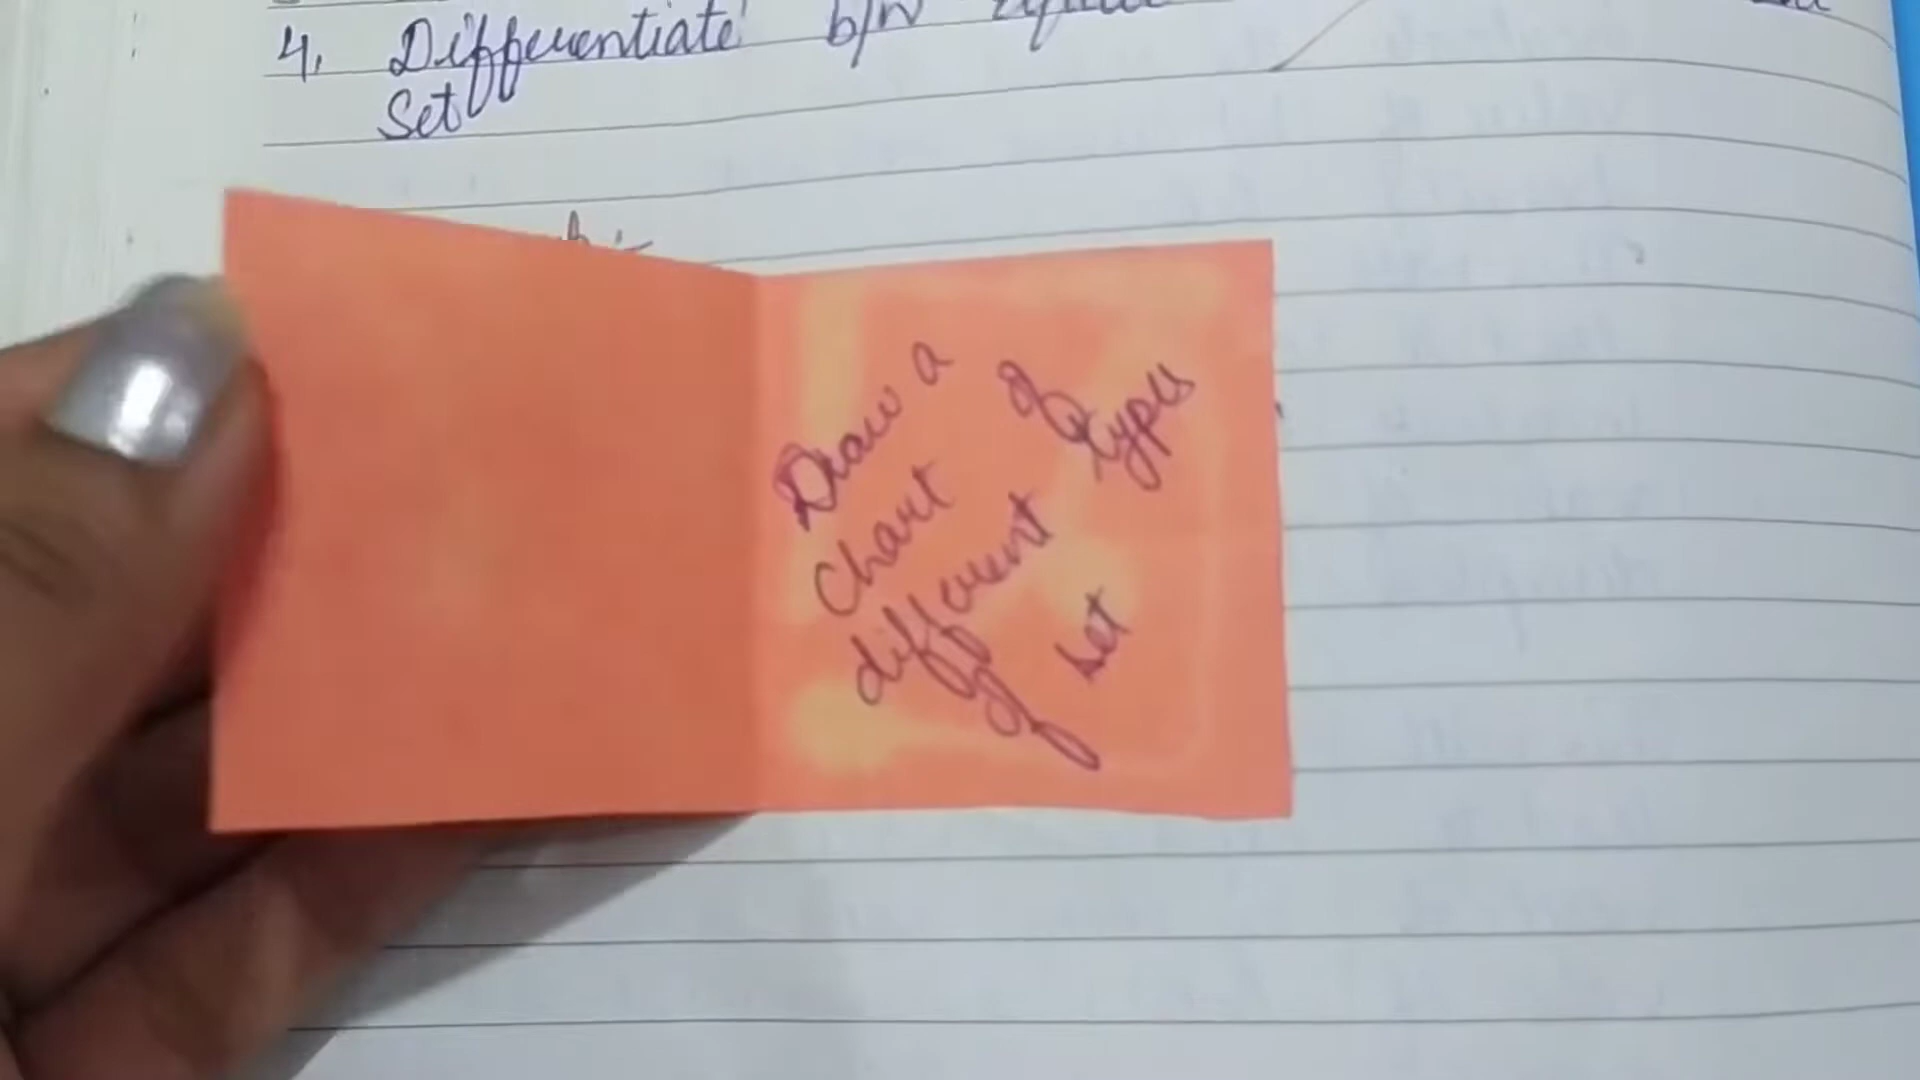 4. Differentiate b/w
Set
Draw a
Chart of
different types
of set